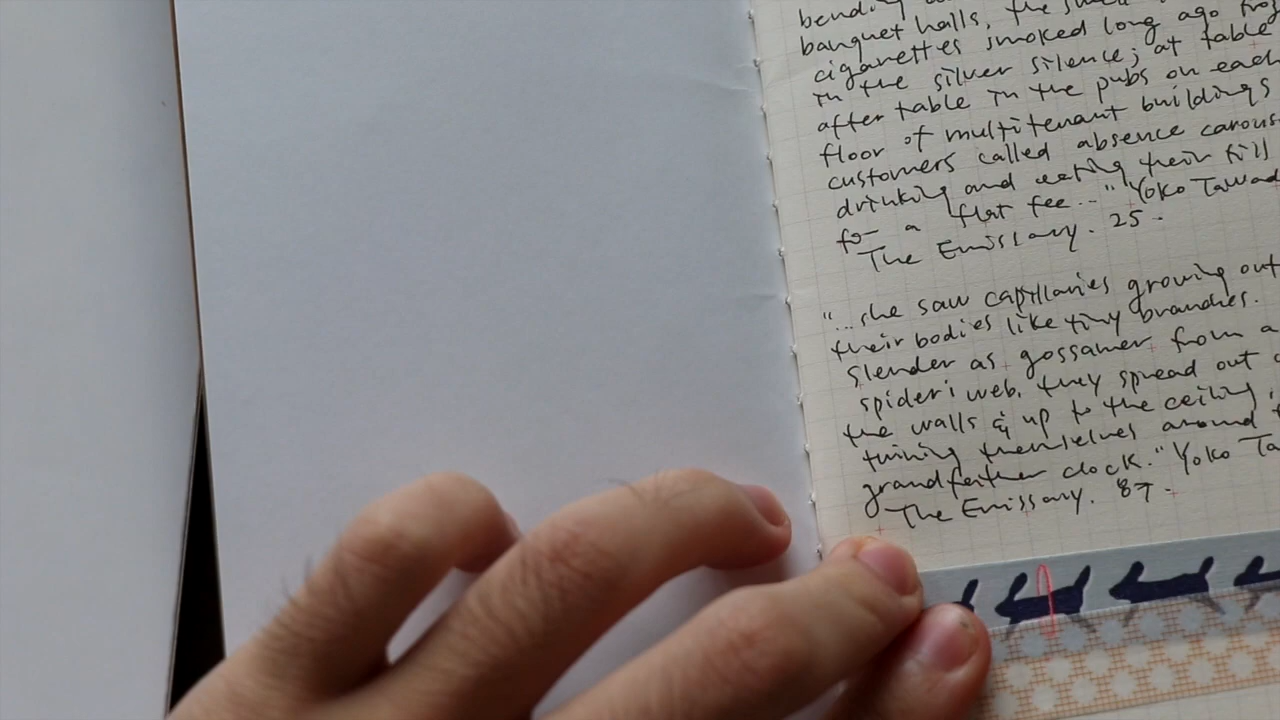 bending
banquet halls, the
cigarettes smoked long ago
in the silver silence; at table
after table in the pubs on each
floor of multitenant buildings
customers called absence
drinking and eating their fill
for a flat fee..." Yoko
The Emissary. 25.
"...she saw capillaries growing out
their bodies like tiny branches.
slender as gossamer from a
spider's web, they spread out
the walls & up to the ceiling,
twining themselves around
grandfather clock." Yoko
The Emissary. 87.